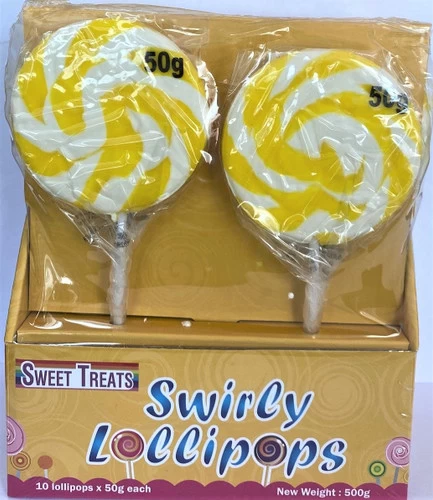 50g
50g
SWEET TREATS
Swirly
Lollipops
10 lollipops x 50g each
New Weight : 500g